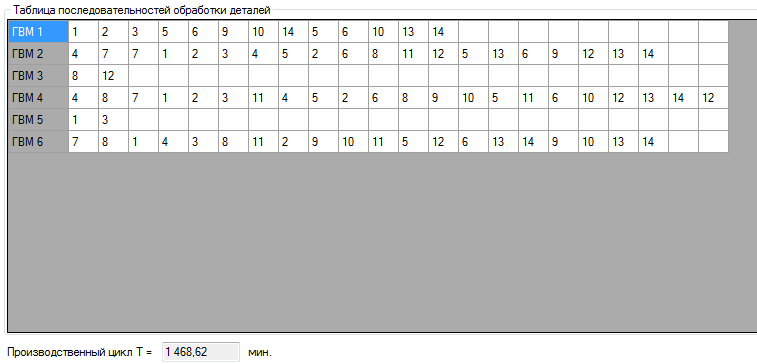 Таблица последовательностей обработки деталей
ГВМ 1 1 2 3 5 6 9 10 14 5 6 10 13 14
ГВМ 2 4 7 7 1 2 3 4 5 2 6 8 11 12 5 13 6 9 12 13 14
ГВМ 3 8 12
ГВМ 4 4 8 7 1 2 3 11 4 5 2 6 8 9 10 5 11 6 10 12 13 14 12
ГВМ 5 1 3
ГВМ 6 7 8 1 4 3 8 11 2 9 10 11 5 12 6 13 14 9 10 13 14
Производственный цикл Т = 1 468,62 мин.